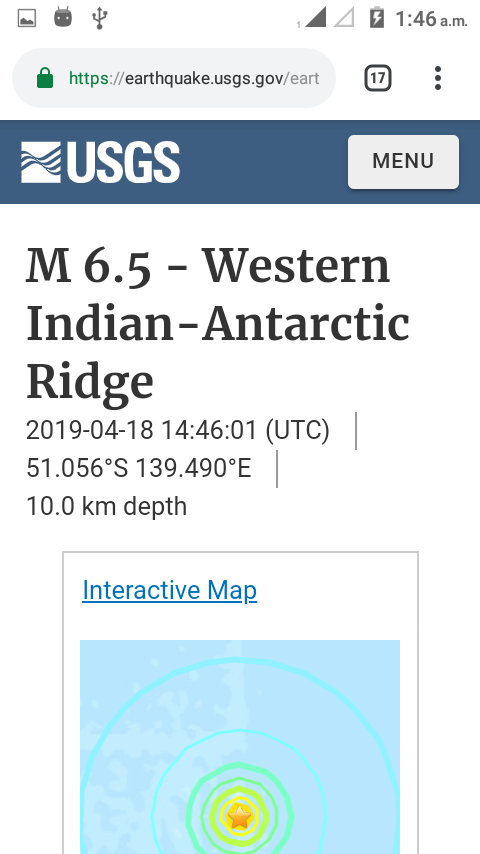 1 1:46 a.m.
https://earthquake.usgs.gov/eart 17
USGS MENU
M 6.5 - Western
Indian-Antarctic
Ridge
2019-04-18 14:46:01 (UTC)
51.056°S 139.490°E
10.0 km depth
Interactive Map